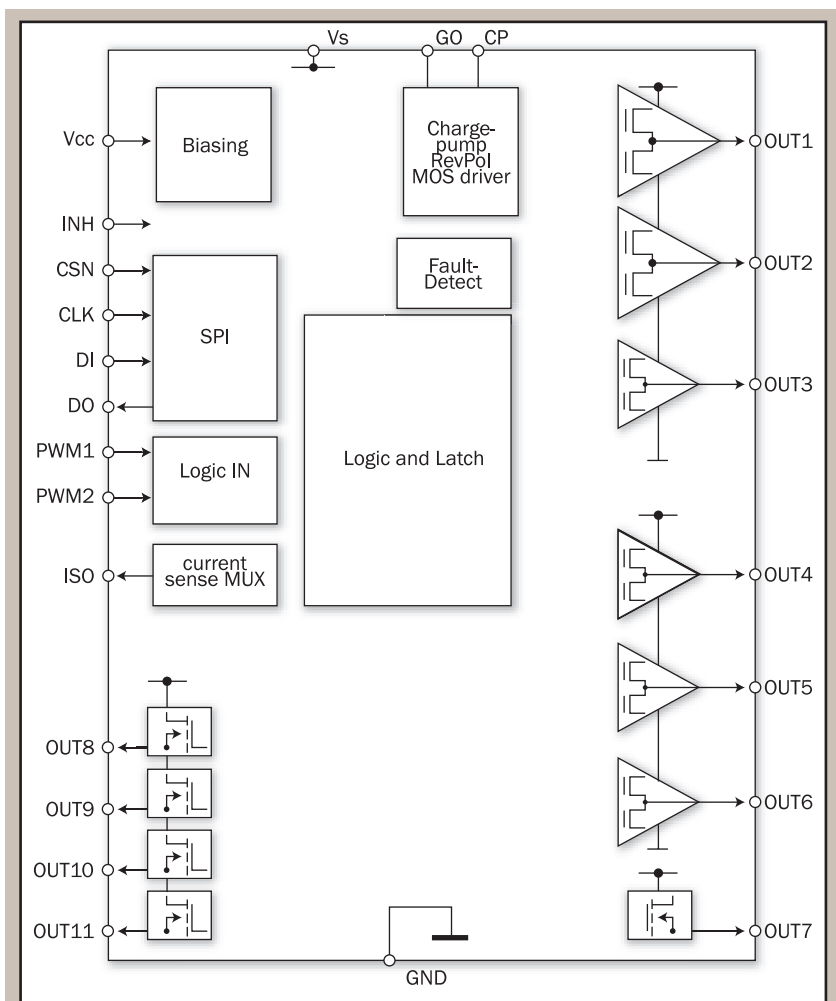 Vs
GO
CP
Vcc
Biasing
Charge-
pump
RevPol
MOS driver
OUT1
INH
OUT2
CSN
Fault-
Detect
CLK
SPI
DI
DO
OUT3
PWM1
Logic IN
Logic and Latch
PWM2
ISO
current
sense MUX
OUT4
OUT5
OUT8
OUT9
OUT6
OUT10
OUT11
OUT7
GND